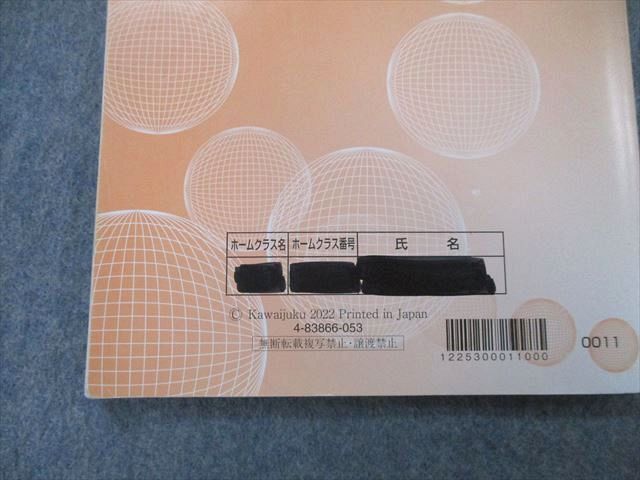 ホームクラス名 ホームクラス番号 氏 名
© Kawaijuku 2022 Printed in Japan
4-83866-053
無断転載複写禁止・譲渡禁止
1225300011000
0011